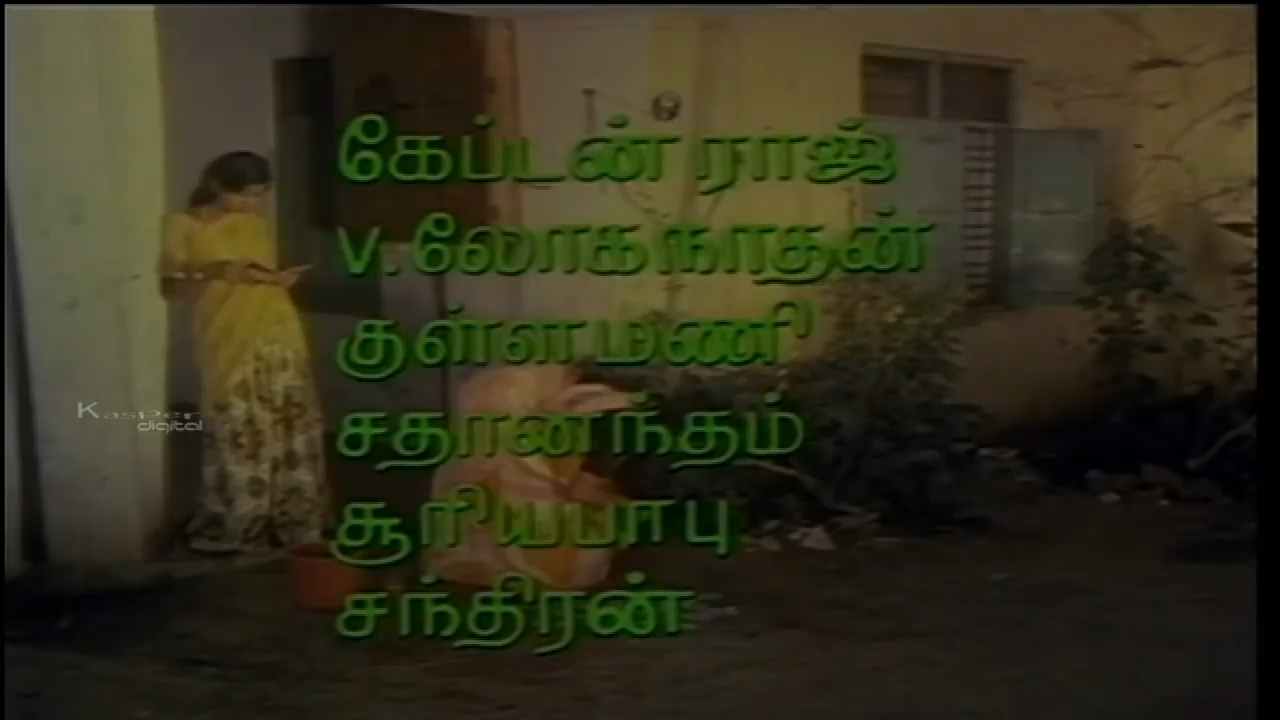 கேப்டன் ராஜ்
V. லோகநாதன்
குள்ளமணி
சதானந்தம்
சூரியபாபு
சந்திரன்
KasPer
digital